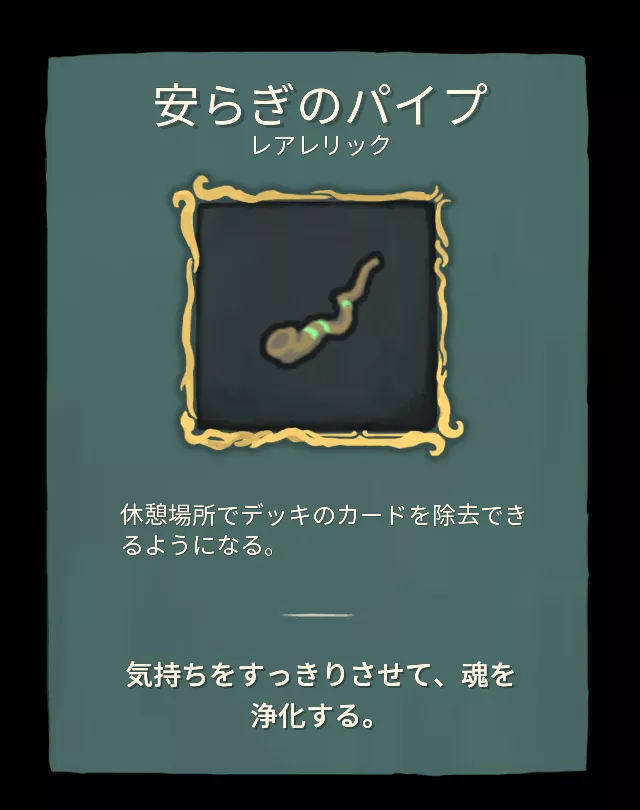 安らぎのパイプ
レアレリック
休憩場所でデッキのカードを除去でき
るようになる。
気持ちをすっきりさせて、魂を
浄化する。